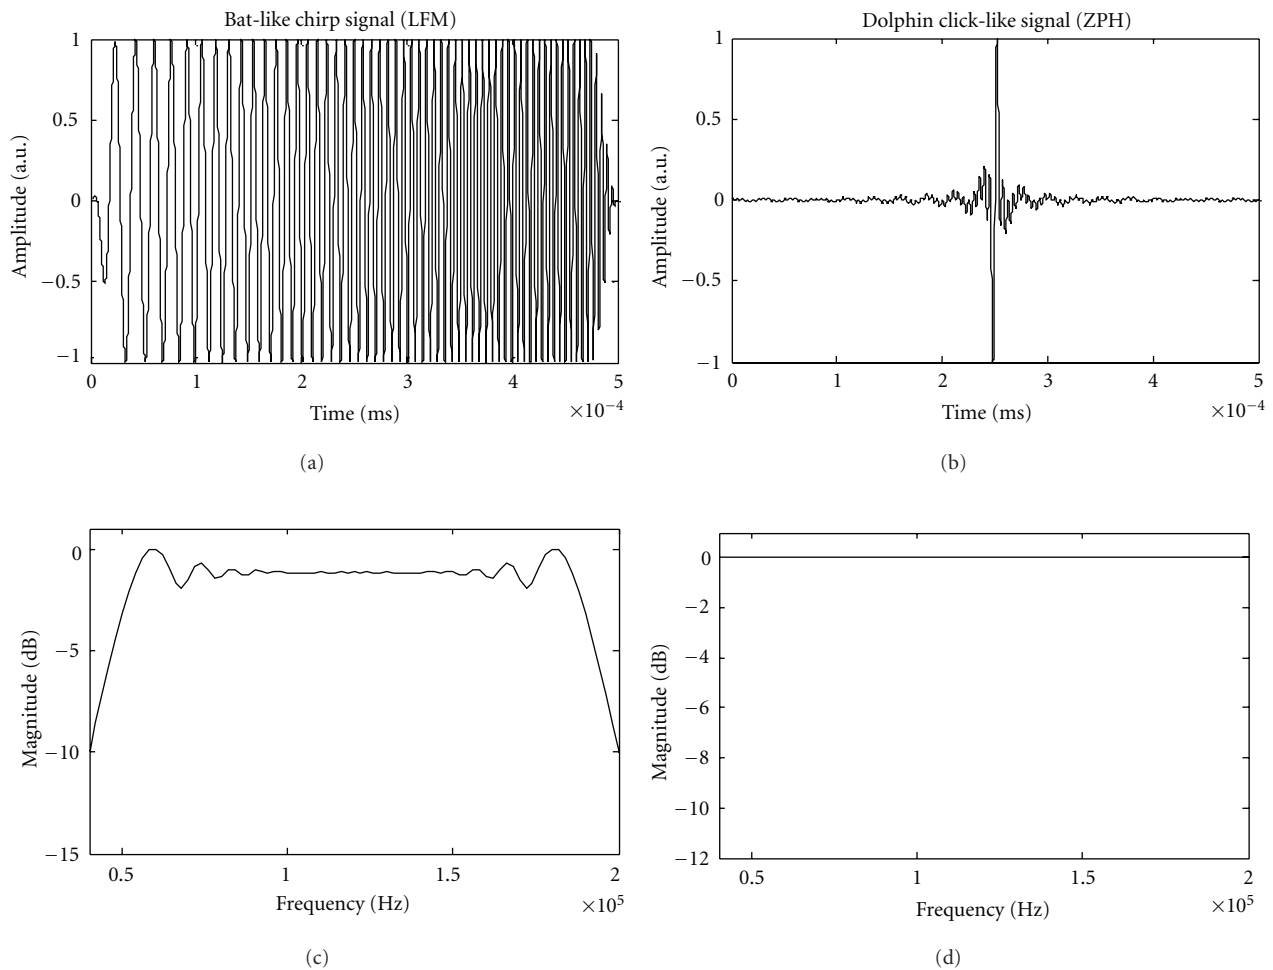 Bat-like chirp signal (LFM)
1
0.5
0
−0.5
−1
Amplitude (a.u.)
0 1 2 3 4 5
Time (ms)
×10−4
(a)
Dolphin click-like signal (ZPH)
1
0.5
0
−0.5
−1
Amplitude (a.u.)
0 1 2 3 4 5
Time (ms)
×10−4
(b)
0
−5
−10
−15
Magnitude (dB)
0.5 1 1.5 2
Frequency (Hz)
×105
(c)
0
−2
−4
−6
−8
−10
−12
Magnitude (dB)
0.5 1 1.5 2
Frequency (Hz)
×105
(d)